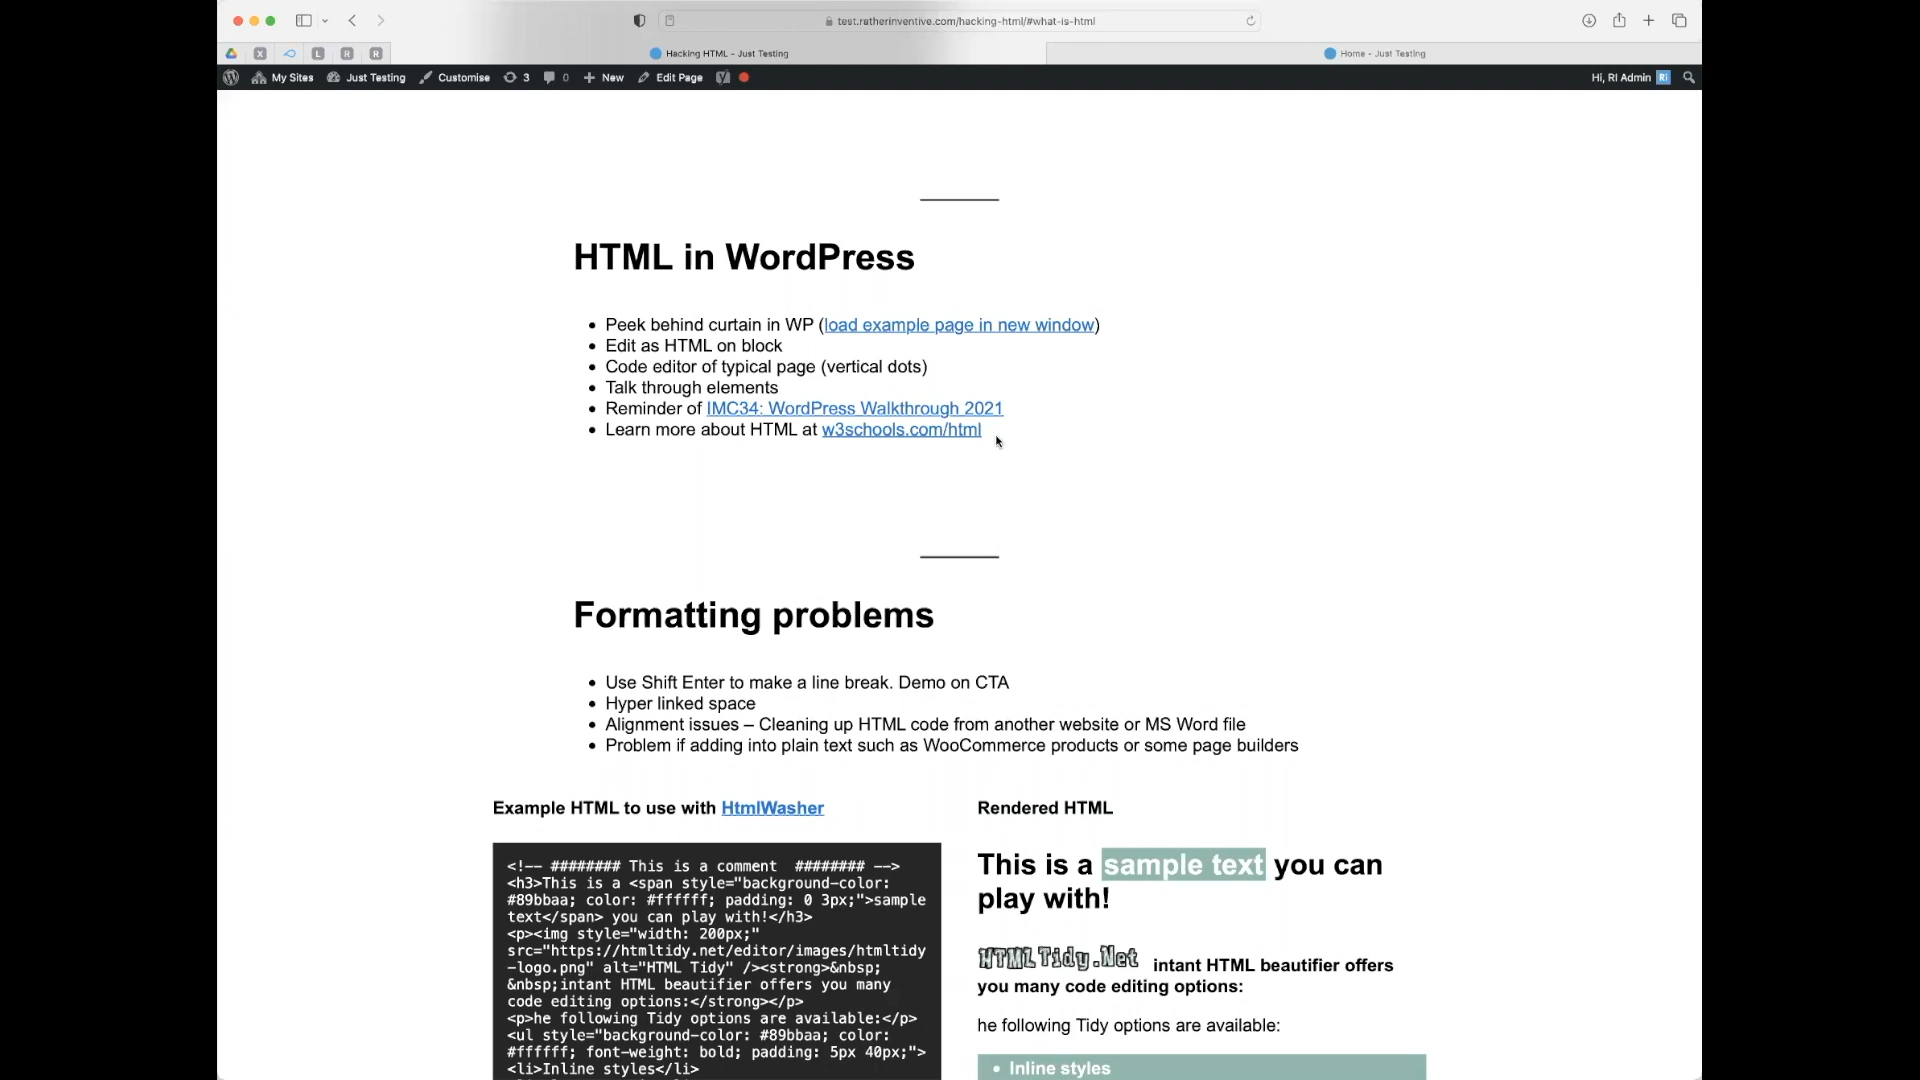 test.ratherinventive.com/hacking-html/#what-is-html
X
L
R
R
Hacking HTML - Just Testing
Home - Just Testing
My Sites
Just Testing
Customise
3
0
New
Edit Page
Hi, RI Admin
RI
HTML in WordPress
Peek behind curtain in WP (load example page in new window)
Edit as HTML on block
Code editor of typical page (vertical dots)
Talk through elements
Reminder of IMC34: WordPress Walkthrough 2021
Learn more about HTML at w3schools.com/html
Formatting problems
Use Shift Enter to make a line break. Demo on CTA
Hyper linked space
Alignment issues – Cleaning up HTML code from another website or MS Word file
Problem if adding into plain text such as WooCommerce products or some page builders
Example HTML to use with HtmlWasher
<!-- ######## This is a comment  ######## -->
<h3>This is a <span style="background-color:
#89bbaa; color: #ffffff; padding: 0 3px;">sample
text</span> you can play with!</h3>
<p><img style="width: 200px;"
src="https://htmltidy.net/editor/images/htmltidy
-logo.png" alt="HTML Tidy" /><strong>&nbsp;
&nbsp;intant HTML beautifier offers you many
code editing options:</strong></p>
<p>he following Tidy options are available:</p>
<ul style="background-color: #89bbaa; color:
#ffffff; font-weight: bold; padding: 5px 40px;">
<li>Inline styles</li>
Rendered HTML
This is a sample text you can
play with!
HTMLTidy.Net intant HTML beautifier offers
you many code editing options:
he following Tidy options are available:
Inline styles